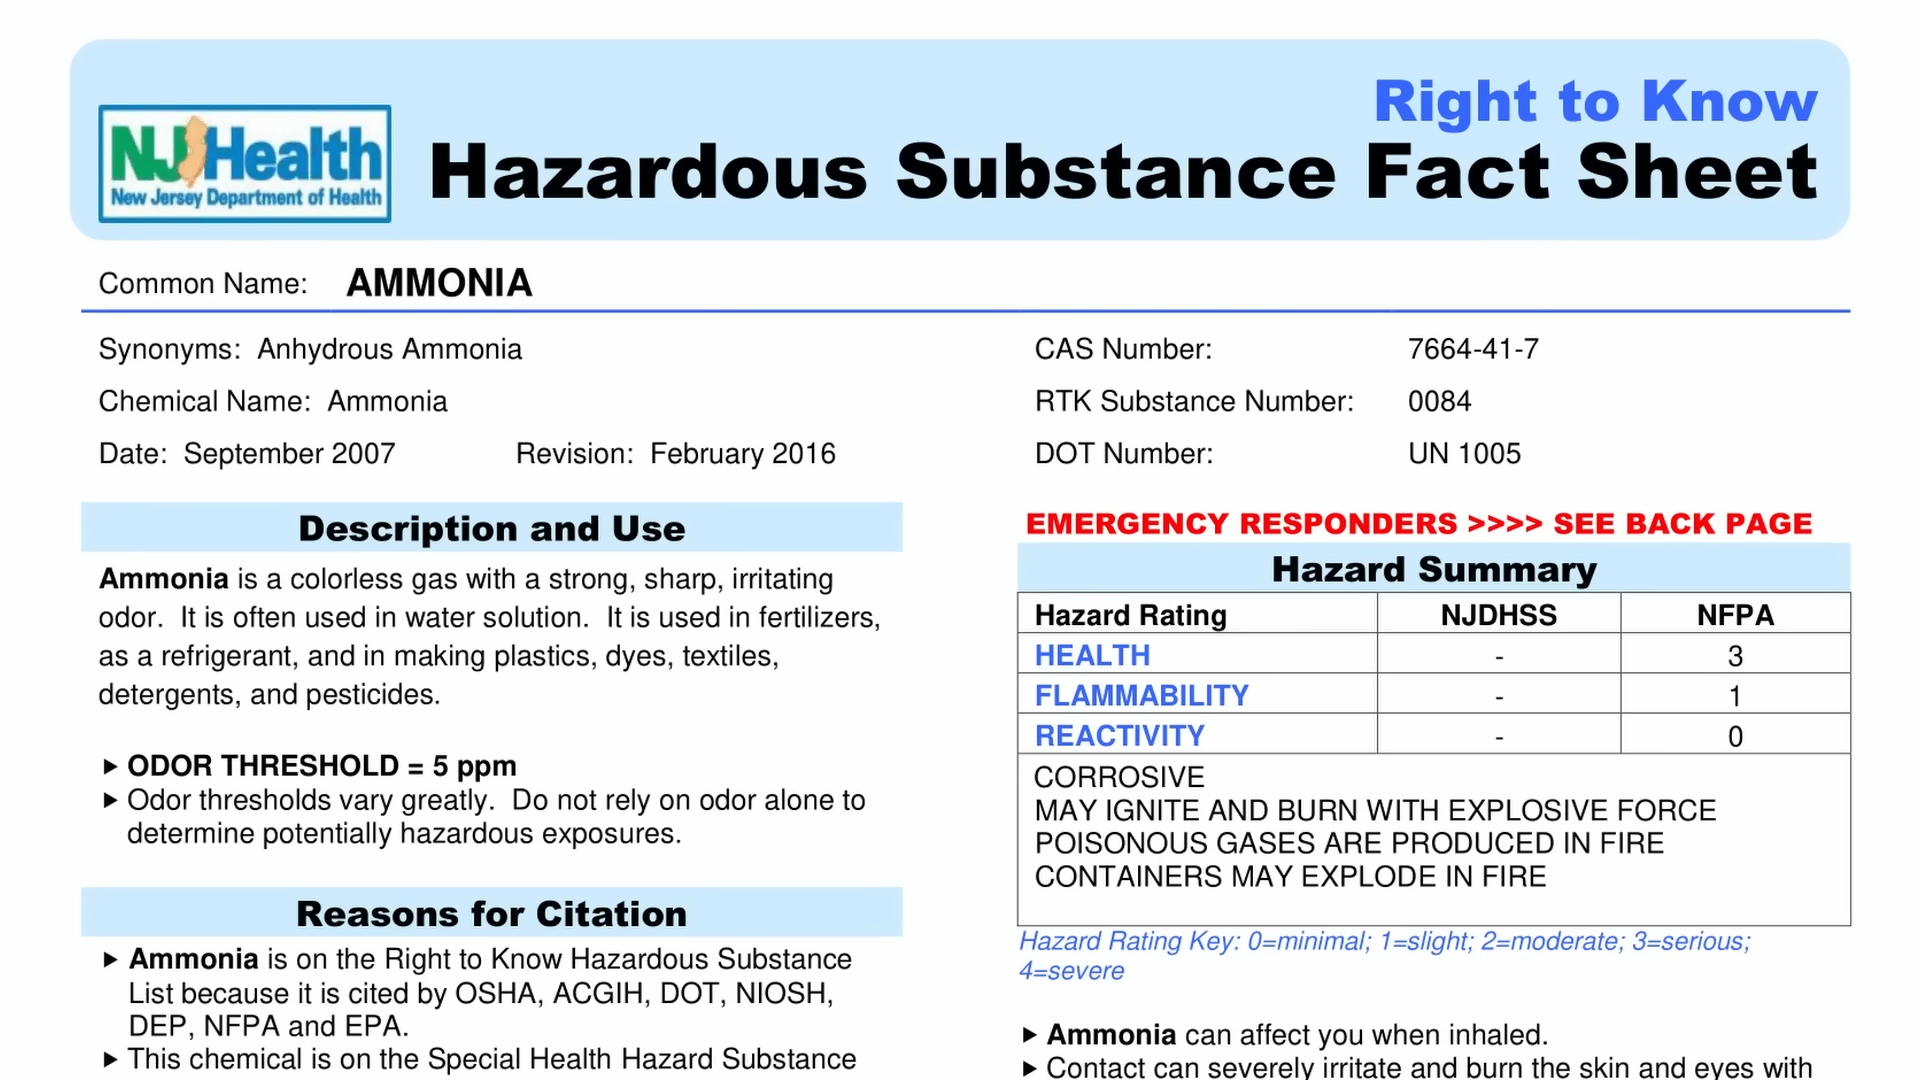 Right to Know
NJHealth
New Jersey Department of Health
Hazardous Substance Fact Sheet
Common Name: AMMONIA
Synonyms: Anhydrous Ammonia
Chemical Name: Ammonia
Date: September 2007 Revision: February 2016
CAS Number: 7664-41-7
RTK Substance Number: 0084
DOT Number: UN 1005
Description and Use
Ammonia is a colorless gas with a strong, sharp, irritating
odor. It is often used in water solution. It is used in fertilizers,
as a refrigerant, and in making plastics, dyes, textiles,
detergents, and pesticides.
▶ ODOR THRESHOLD = 5 ppm
▶ Odor thresholds vary greatly. Do not rely on odor alone to
determine potentially hazardous exposures.
Reasons for Citation
▶ Ammonia is on the Right to Know Hazardous Substance
List because it is cited by OSHA, ACGIH, DOT, NIOSH,
DEP, NFPA and EPA.
▶ This chemical is on the Special Health Hazard Substance
EMERGENCY RESPONDERS >>>> SEE BACK PAGE
Hazard Summary
Hazard Rating NJDHSS NFPA
HEALTH - 3
FLAMMABILITY - 1
REACTIVITY - 0
CORROSIVE
MAY IGNITE AND BURN WITH EXPLOSIVE FORCE
POISONOUS GASES ARE PRODUCED IN FIRE
CONTAINERS MAY EXPLODE IN FIRE
Hazard Rating Key: 0=minimal; 1=slight; 2=moderate; 3=serious;
4=severe
▶ Ammonia can affect you when inhaled.
▶ Contact can severely irritate and burn the skin and eyes with